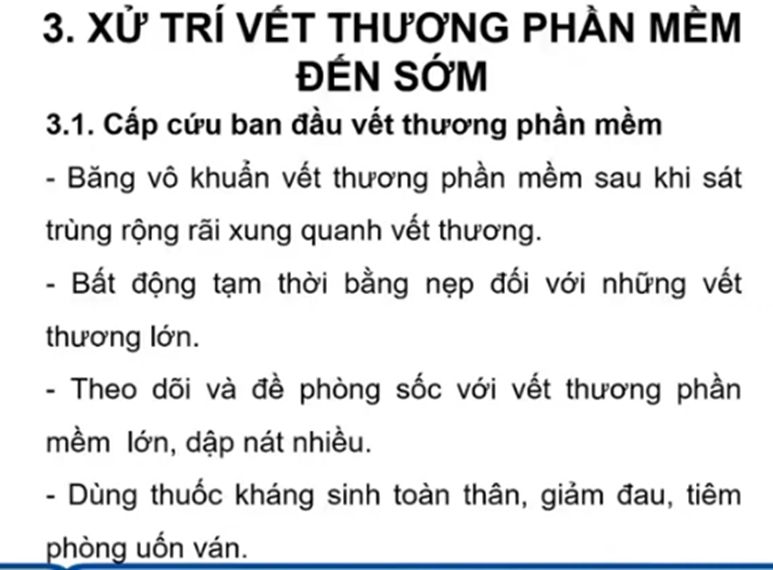 3. XỬ TRÍ VẾT THƯƠNG PHẦN MỀM
ĐẾN SỚM
3.1. Cấp cứu ban đầu vết thương phần mềm
- Băng vô khuẩn vết thương phần mềm sau khi sát
trùng rộng rãi xung quanh vết thương.
- Bất động tạm thời bằng nẹp đối với những vết
thương lớn.
- Theo dõi và đề phòng sốc với vết thương phần
mềm lớn, dập nát nhiều.
- Dùng thuốc kháng sinh toàn thân, giảm đau, tiêm
phòng uốn ván.